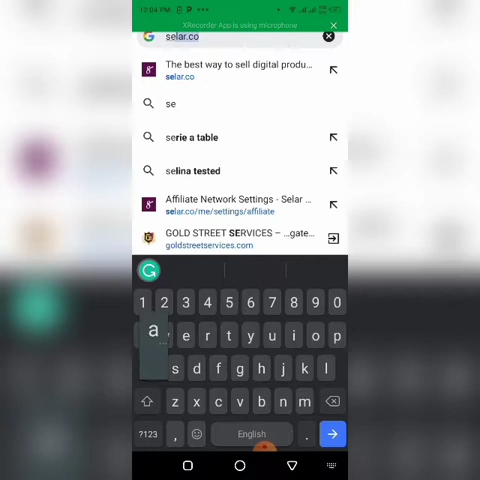 12:04 PM
XRecorder App is using microphone
selar.co
The best way to sell digital produ...
selar.co
se
serie a table
selina tested
Affiliate Network Settings - Selar ...
selar.co/me/settings/affiliate
GOLD STREET SERVICES – ...gate...
goldstreetservices.com
1 2 3 4 5 6 7 8 9 0
e r t y u i o p
a s d f g h j k l
z x c v b n m
?123 , English .